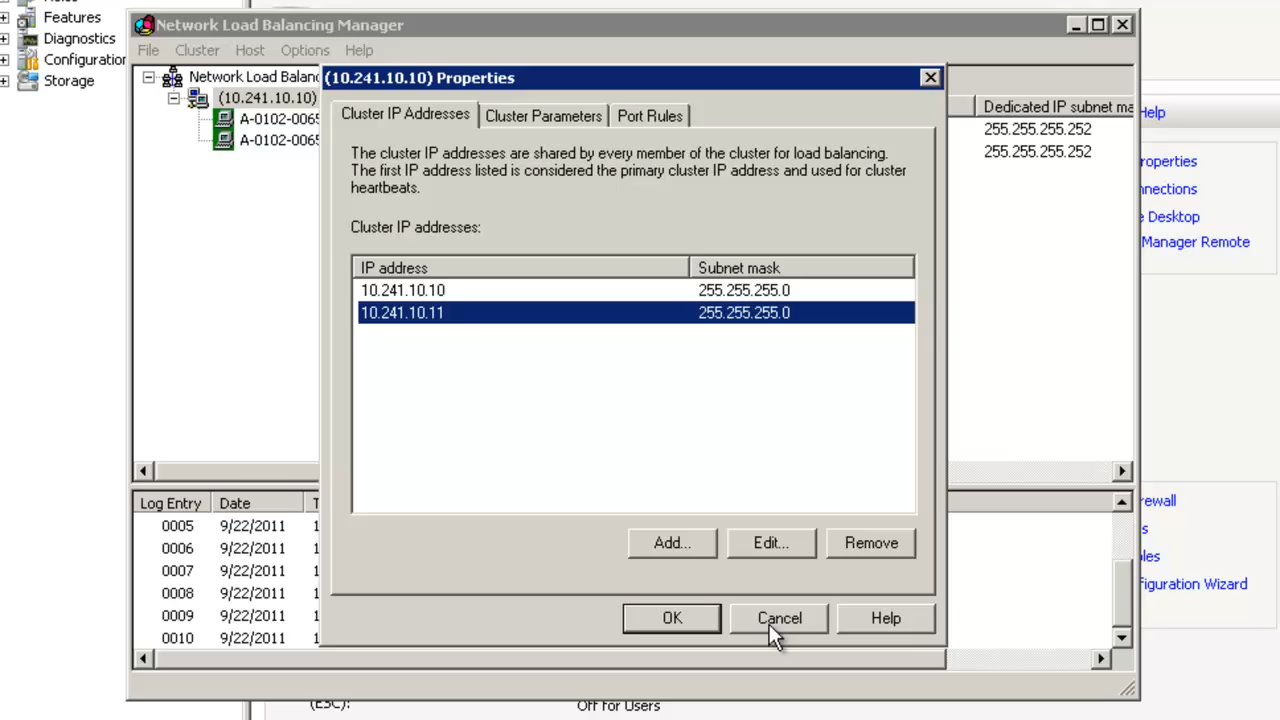 Features
Diagnostics
Configuration
Storage
Network Load Balancing Manager
File Cluster Host Options Help
Network Load Balanc
(10.241.10.10)
A-0102-0065
A-0102-0065
(10.241.10.10) Properties
Cluster IP Addresses Cluster Parameters Port Rules
The cluster IP addresses are shared by every member of the cluster for load balancing.
The first IP address listed is considered the primary cluster IP address and used for cluster
heartbeats.
Cluster IP addresses:
IP address Subnet mask
10.241.10.10 255.255.255.0
10.241.10.11 255.255.255.0
Add... Edit... Remove
OK Cancel Help
Dedicated IP subnet ma
255.255.255.252
255.255.255.252
Log Entry Date T
0005 9/22/2011 1
0006 9/22/2011 1
0007 9/22/2011 1
0008 9/22/2011 1
0009 9/22/2011 1
0010 9/22/2011 1
Help
roperties
nnections
e Desktop
Manager Remote
rewall
s
les
figuration Wizard
(ESC): Off for Users